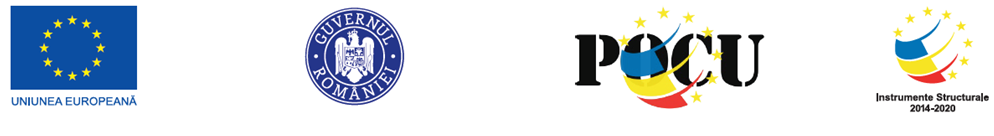 UNIUNEA EUROPEANĂ
GUVERNUL ROMÂNIEI
POCU
Instrumente Structurale
2014-2020